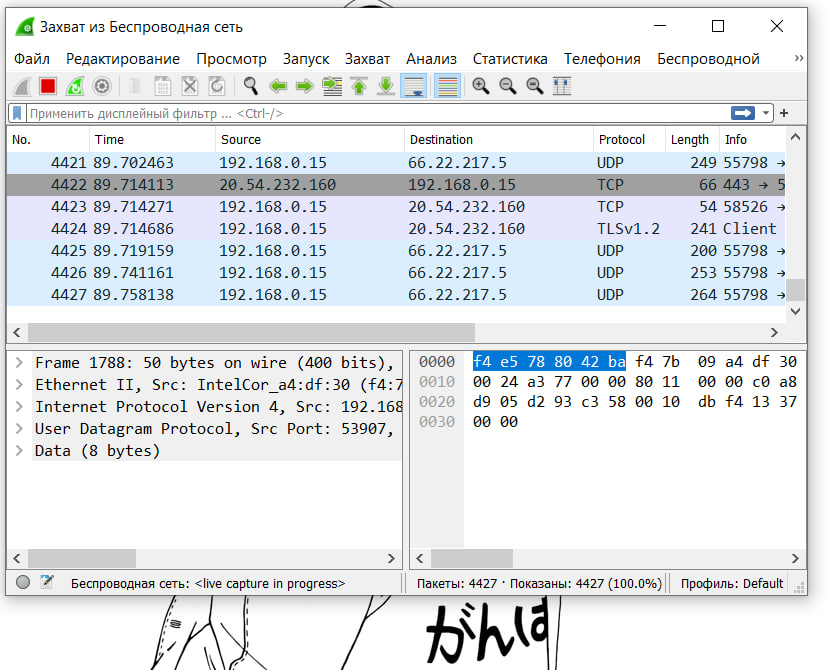 Захват из Беспроводная сеть
Файл Редактирование Просмотр Запуск Захват Анализ Статистика Телефония Беспроводной »
Применить дисплейный фильтр ... <Ctrl-/>
No. Time Source Destination Protocol Length Info
4421 89.702463 192.168.0.15 66.22.217.5 UDP 249 55798 →
4422 89.714113 20.54.232.160 192.168.0.15 TCP 66 443 → 5
4423 89.714271 192.168.0.15 20.54.232.160 TCP 54 58526 →
4424 89.714686 192.168.0.15 20.54.232.160 TLSv1.2 241 Client
4425 89.719159 192.168.0.15 66.22.217.5 UDP 200 55798 →
4426 89.741161 192.168.0.15 66.22.217.5 UDP 253 55798 →
4427 89.758138 192.168.0.15 66.22.217.5 UDP 264 55798 →
Frame 1788: 50 bytes on wire (400 bits),
Ethernet II, Src: IntelCor_a4:df:30 (f4:7
Internet Protocol Version 4, Src: 192.168
User Datagram Protocol, Src Port: 53907,
Data (8 bytes)
0000 f4 e5 78 80 42 ba f4 7b 09 a4 df 30
0010 00 24 a3 77 00 00 80 11 00 00 c0 a8
0020 d9 05 d2 93 c3 58 00 10 db f4 13 37
0030 00 00
Беспроводная сеть: <live capture in progress>
Пакеты: 4427 · Показаны: 4427 (100.0%)
Профиль: Default
がんば